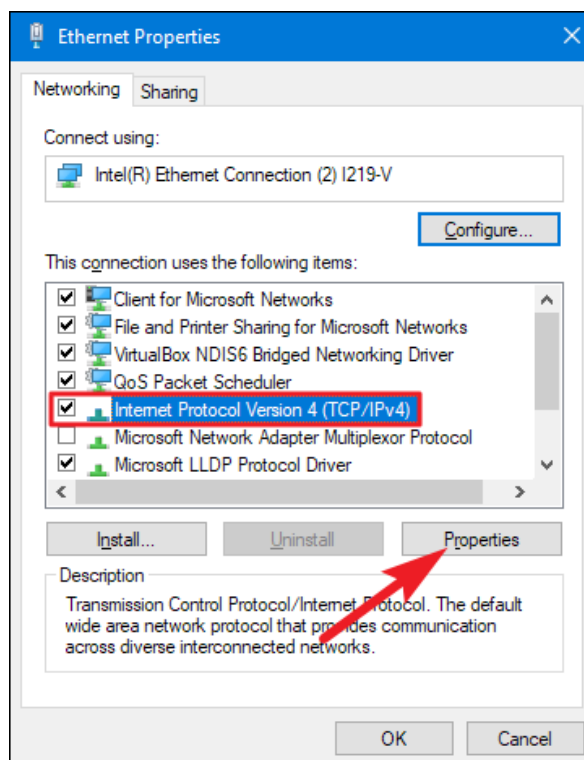 Ethernet Properties
Networking
Sharing
Connect using:
Intel(R) Ethernet Connection (2) I219-V
Configure...
This connection uses the following items:
Client for Microsoft Networks
File and Printer Sharing for Microsoft Networks
VirtualBox NDIS6 Bridged Networking Driver
QoS Packet Scheduler
Internet Protocol Version 4 (TCP/IPv4)
Microsoft Network Adapter Multiplexor Protocol
Microsoft LLDP Protocol Driver
Install...
Uninstall
Properties
Description
Transmission Control Protocol/Internet Protocol. The default
wide area network protocol that provides communication
across diverse interconnected networks.
OK
Cancel